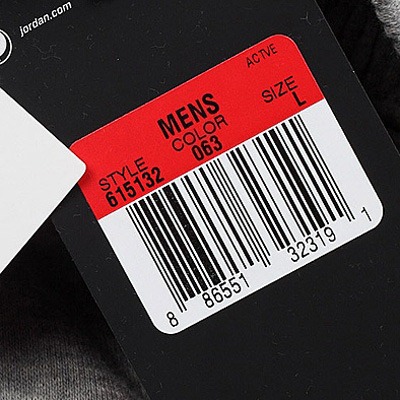 jordan.com
ACTVE
MENS
SIZE
COLOR
L
STYLE
063
615132
8 86551 32319 1